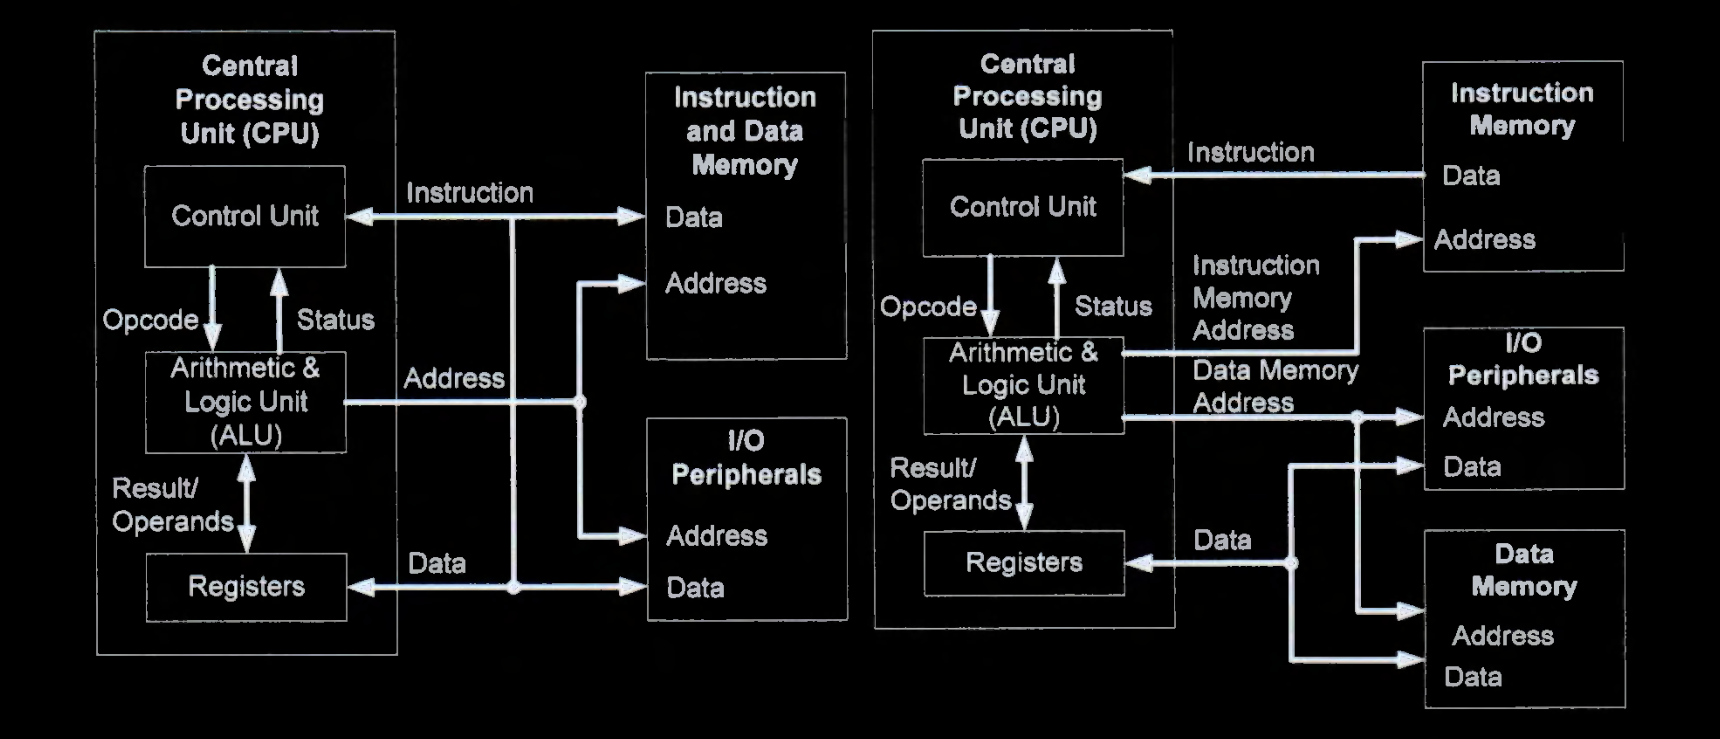 Central
Processing
Unit (CPU)
Control Unit
Opcode
Status
Arithmetic &
Logic Unit
(ALU)
Result/
Operands
Registers
Instruction
Address
Data
Instruction
and Data
Memory
Data
Address
I/O
Peripherals
Address
Data
Central
Processing
Unit (CPU)
Control Unit
Opcode
Status
Arithmetic &
Logic Unit
(ALU)
Result/
Operands
Registers
Instruction
Instruction
Memory
Address
Data Memory
Address
Data
Instruction
Memory
Data
Address
I/O
Peripherals
Address
Data
Data
Memory
Address
Data